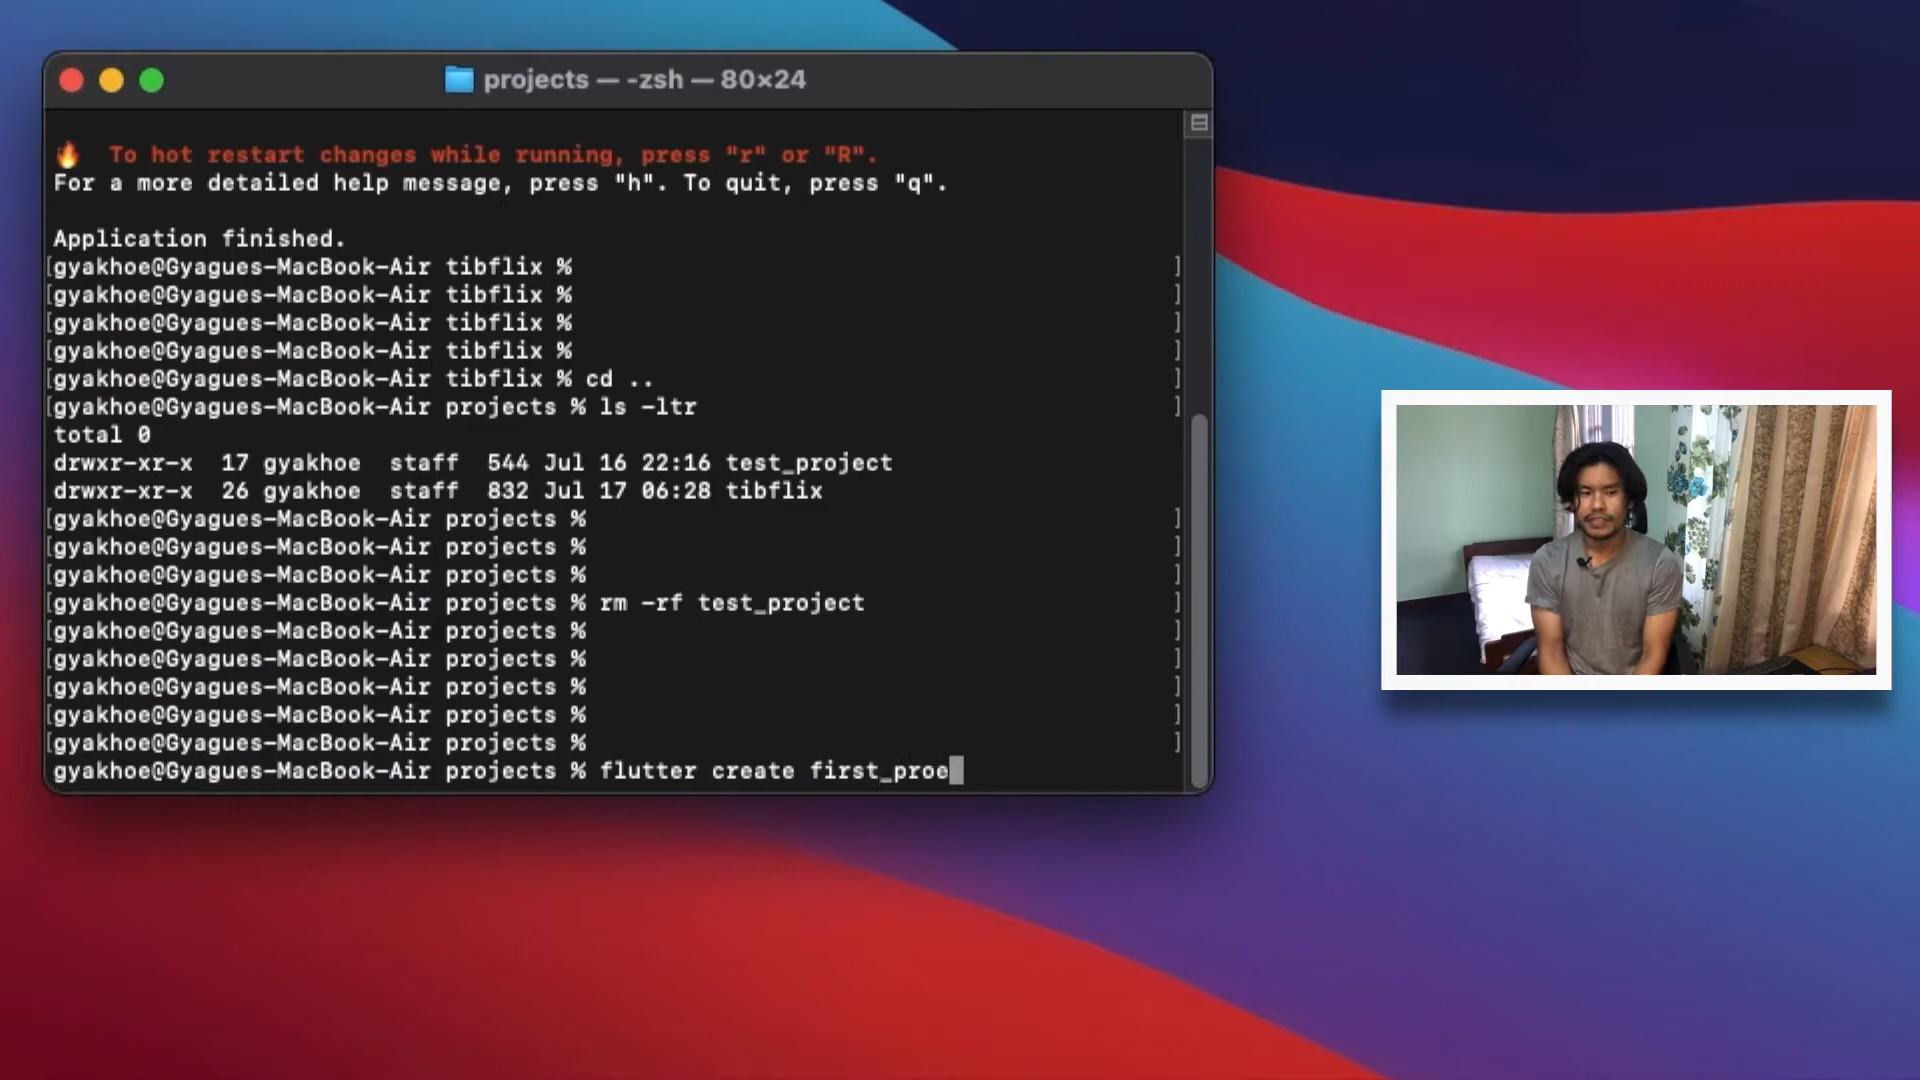 projects — -zsh — 80×24
🔥 To hot restart changes while running, press "r" or "R".
For a more detailed help message, press "h". To quit, press "q".
Application finished.
[gyakhoe@Gyagues-MacBook-Air tibflix % ]
[gyakhoe@Gyagues-MacBook-Air tibflix % ]
[gyakhoe@Gyagues-MacBook-Air tibflix % ]
[gyakhoe@Gyagues-MacBook-Air tibflix % ]
[gyakhoe@Gyagues-MacBook-Air tibflix % cd .. ]
[gyakhoe@Gyagues-MacBook-Air projects % ls -ltr ]
total 0
drwxr-xr-x  17 gyakhoe  staff  544 Jul 16 22:16 test_project
drwxr-xr-x  26 gyakhoe  staff  832 Jul 17 06:28 tibflix
[gyakhoe@Gyagues-MacBook-Air projects % ]
[gyakhoe@Gyagues-MacBook-Air projects % ]
[gyakhoe@Gyagues-MacBook-Air projects % ]
[gyakhoe@Gyagues-MacBook-Air projects % rm -rf test_project ]
[gyakhoe@Gyagues-MacBook-Air projects % ]
[gyakhoe@Gyagues-MacBook-Air projects % ]
[gyakhoe@Gyagues-MacBook-Air projects % ]
[gyakhoe@Gyagues-MacBook-Air projects % ]
[gyakhoe@Gyagues-MacBook-Air projects % ]
gyakhoe@Gyagues-MacBook-Air projects % flutter create first_proe